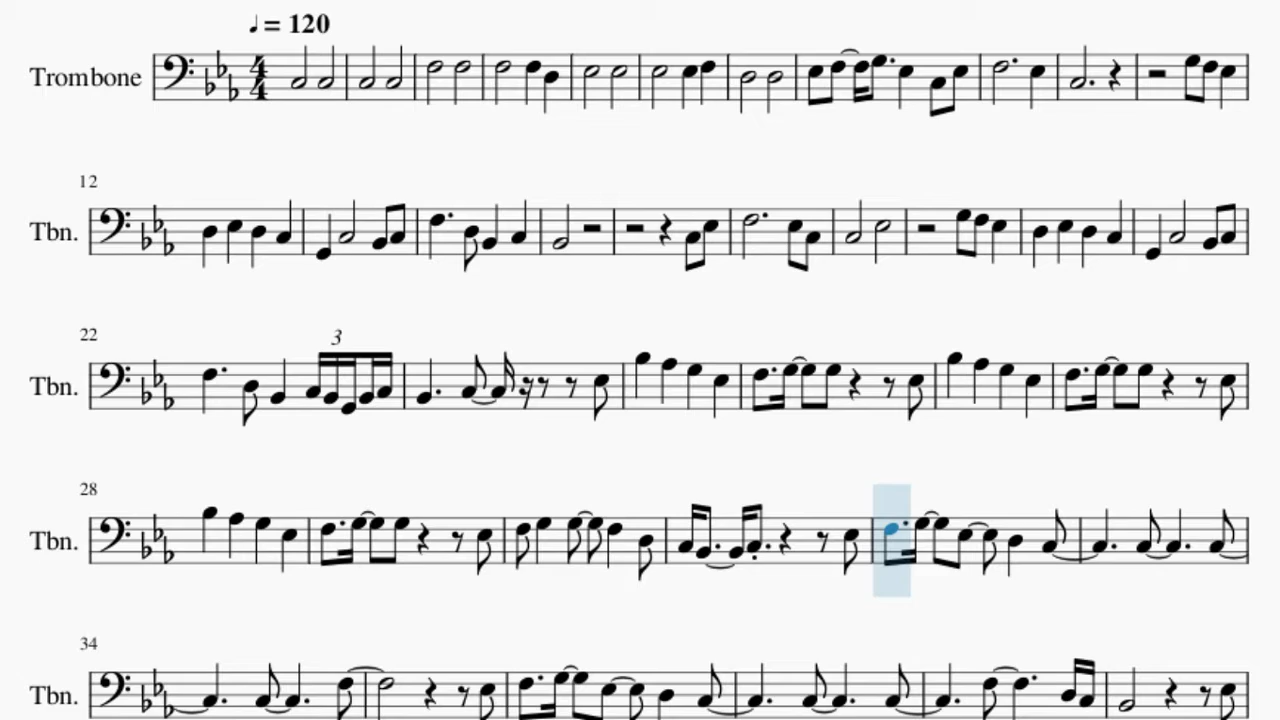 ♩ = 120
Trombone
4
4
12
Tbn.
22
3
Tbn.
28
Tbn.
34
Tbn.